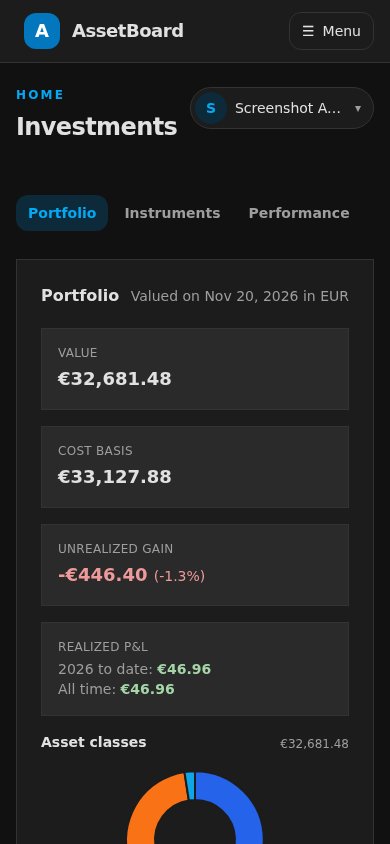 A AssetBoard ☰ Menu
HOME
Investments
S Screenshot A... ▾
Portfolio Instruments Performance
Portfolio Valued on Nov 20, 2026 in EUR
VALUE
€32,681.48
COST BASIS
€33,127.88
UNREALIZED GAIN
-€446.40 (-1.3%)
REALIZED P&L
2026 to date: €46.96
All time: €46.96
Asset classes €32,681.48